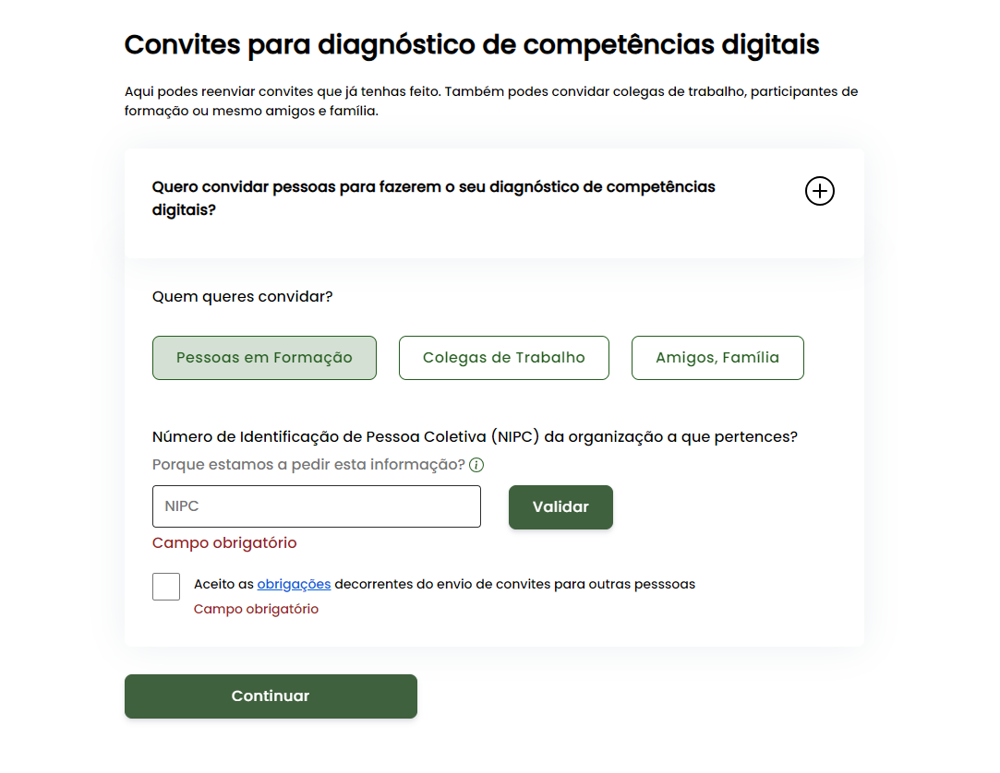 Convites para diagnóstico de competências digitais
Aqui podes reenviar convites que já tenhas feito. Também podes convidar colegas de trabalho, participantes de
formação ou mesmo amigos e família.
Quero convidar pessoas para fazerem o seu diagnóstico de competências
digitais?
Quem queres convidar?
Pessoas em Formação
Colegas de Trabalho
Amigos, Família
Número de Identificação de Pessoa Coletiva (NIPC) da organização a que pertences?
Porque estamos a pedir esta informação? i
NIPC
Validar
Campo obrigatório
Aceito as obrigações decorrentes do envio de convites para outras pesssoas
Campo obrigatório
Continuar